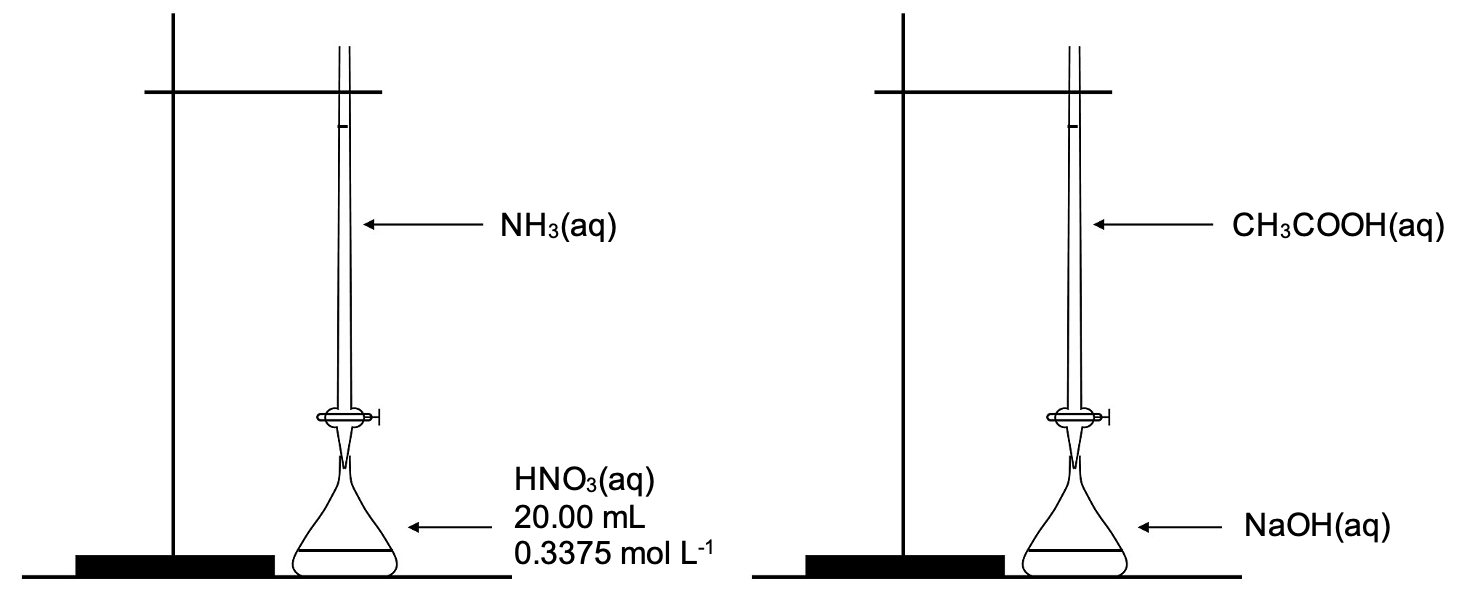 NH₃(aq)
HNO₃(aq)
20.00 mL
0.3375 mol L⁻¹
CH₃COOH(aq)
NaOH(aq)